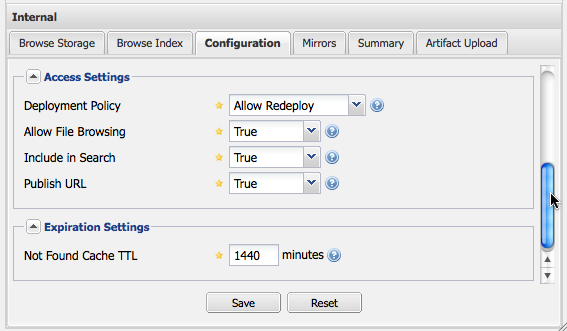 Internal
Browse Storage Browse Index Configuration Mirrors Summary Artifact Upload
Access Settings
Deployment Policy Allow Redeploy
Allow File Browsing True
Include in Search True
Publish URL True
Expiration Settings
Not Found Cache TTL 1440 minutes
Save Reset